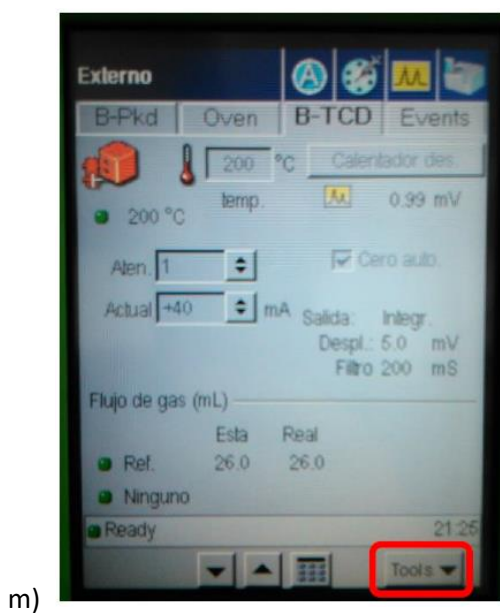 Externo
B-Pkd Oven B-TCD Events
200 °C Calentador des.
temp. 0.99 mV
200 °C
Aten. 1 Cero auto.
Actual +40 mA Salida: Integr.
Despl.: 5.0 mV
Filtro 200 mS
Flujo de gas (mL)
Esta Real
Ref. 26.0 26.0
Ninguno
Ready 21:25
Tools
m)